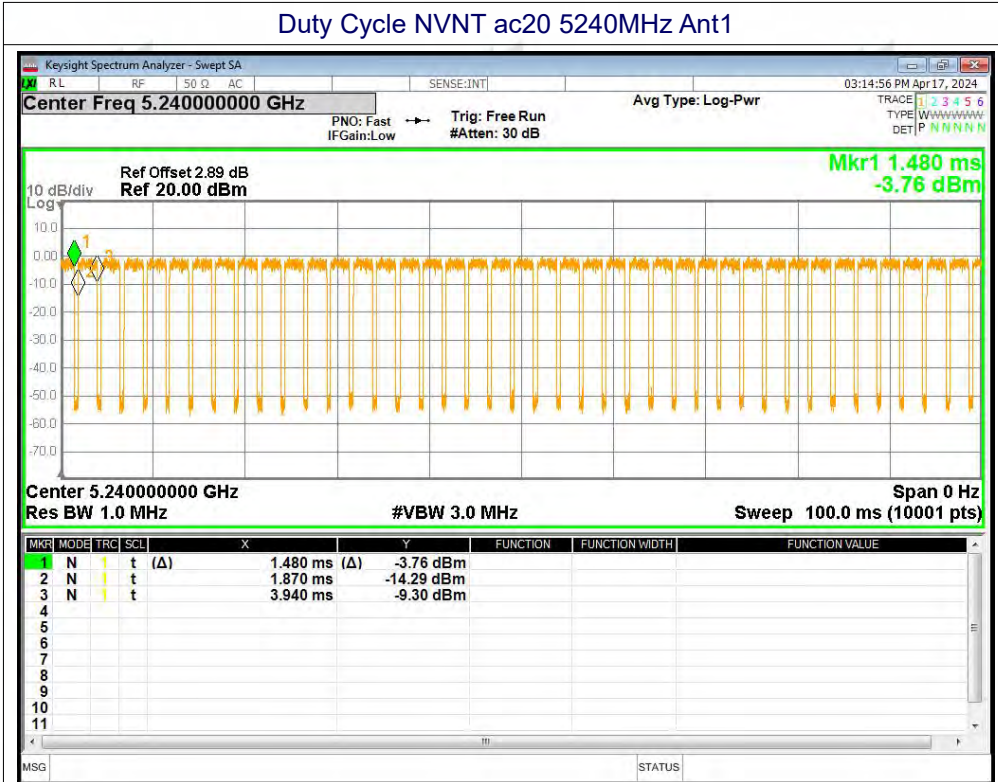 Duty Cycle NVNT ac20 5240MHz Ant1
Keysight Spectrum Analyzer - Swept SA
LXI RL RF 50 Ω AC SENSE:INT 03:14:56 PM Apr 17, 2024
Center Freq 5.240000000 GHz Avg Type: Log-Pwr TRACE 1 2 3 4 5 6
PNO: Fast Trig: Free Run TYPE WWWWWW
IFGain:Low #Atten: 30 dB DET P N N N N N
Mkr1 1.480 ms
Ref Offset 2.89 dB
10 dB/div Ref 20.00 dBm -3.76 dBm
Log
10.0
0.00
-10.0
-20.0
-30.0
-40.0
-50.0
-60.0
-70.0
1
2
3
Center 5.240000000 GHz Span 0 Hz
Res BW 1.0 MHz #VBW 3.0 MHz Sweep 100.0 ms (10001 pts)
MKR MODE TRC SCL X Y FUNCTION FUNCTION WIDTH FUNCTION VALUE
1 N 1 t (Δ) 1.480 ms (Δ) -3.76 dBm
2 N 1 t 1.870 ms -14.29 dBm
3 N 1 t 3.940 ms -9.30 dBm
4
5
6
7
8
9
10
11
MSG STATUS